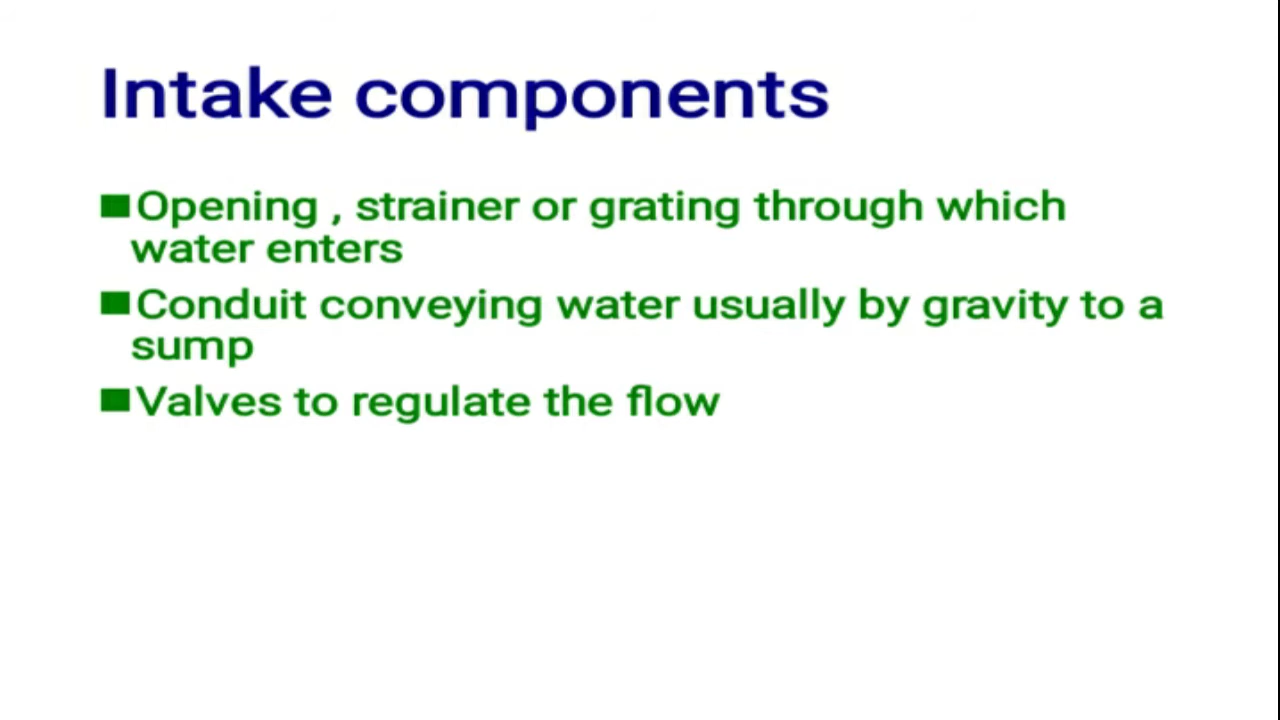 Intake components
■Opening , strainer or grating through which
water enters
■Conduit conveying water usually by gravity to a
sump
■Valves to regulate the flow